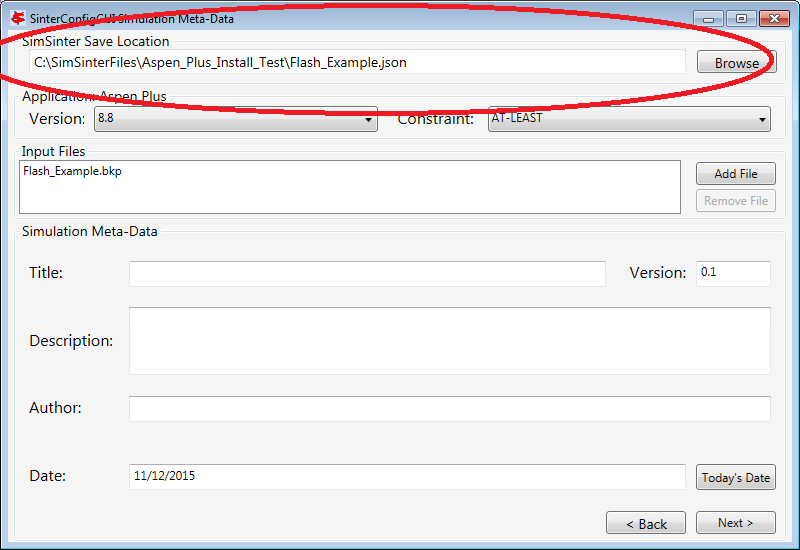 SinterConfigGUI Simulation Meta-Data
SimSinter Save Location
C:\SimSinterFiles\Aspen_Plus_Install_Test\Flash_Example.json
Browse
Application: Aspen Plus
Version: 8.8 Constraint: AT-LEAST
Input Files
Flash_Example.bkp
Add File
Remove File
Simulation Meta-Data
Title: Version: 0.1
Description:
Author:
Date: 11/12/2015 Today's Date
< Back Next >